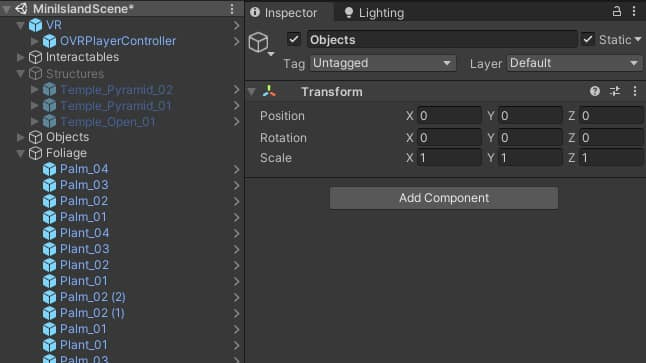 MiniIslandScene*
VR
OVRPlayerController
Interactables
Structures
Temple_Pyramid_02
Temple_Pyramid_01
Temple_Open_01
Objects
Foliage
Palm_04
Palm_03
Palm_02
Palm_01
Plant_04
Plant_03
Plant_02
Plant_01
Palm_02 (2)
Palm_02 (1)
Palm_01
Plant_01
Palm_03
Inspector Lighting
Objects Static
Tag Untagged Layer Default
Transform
Position X 0 Y 0 Z 0
Rotation X 0 Y 0 Z 0
Scale X 1 Y 1 Z 1
Add Component